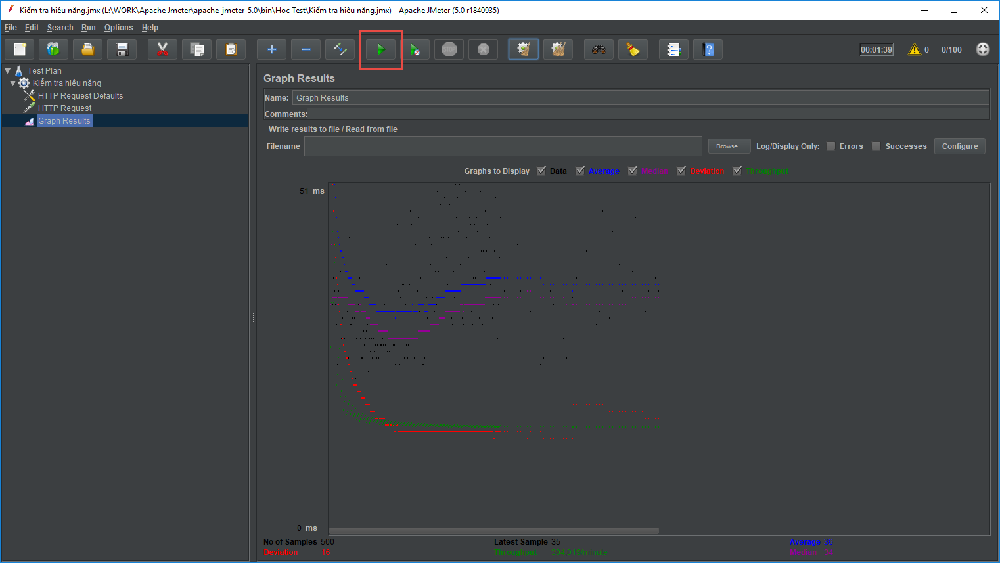 Kiểm tra hiệu năng.jmx (L:\WORK\Apache Jmeter\apache-jmeter-5.0\bin\Học Test\Kiểm tra hiệu năng.jmx) - Apache JMeter (5.0 r1840935)
File Edit Search Run Options Help
STOP 00:01:39 0 0/100
Test Plan
Kiểm tra hiệu năng
HTTP Request Defaults
HTTP Request
Graph Results
Graph Results
Name: Graph Results
Comments:
Write results to file / Read from file
Filename Browse... Log/Display Only: Errors Successes Configure
Graphs to Display Data Average Median Deviation Throughput
51 ms
0 ms
No of Samples 500 Latest Sample 35 Average 36
Deviation 16 Throughput 304,019/minute Median 34